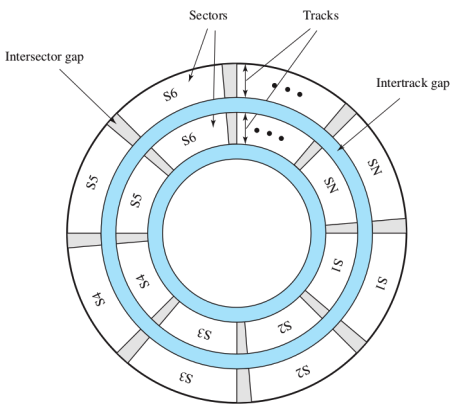 Sectors
Tracks
Intersector gap
Intertrack gap
S6
• • •
SN
S6
• • •
SN
S5
S5
S1
S1
S4
S4
S3
S2
S3
S2